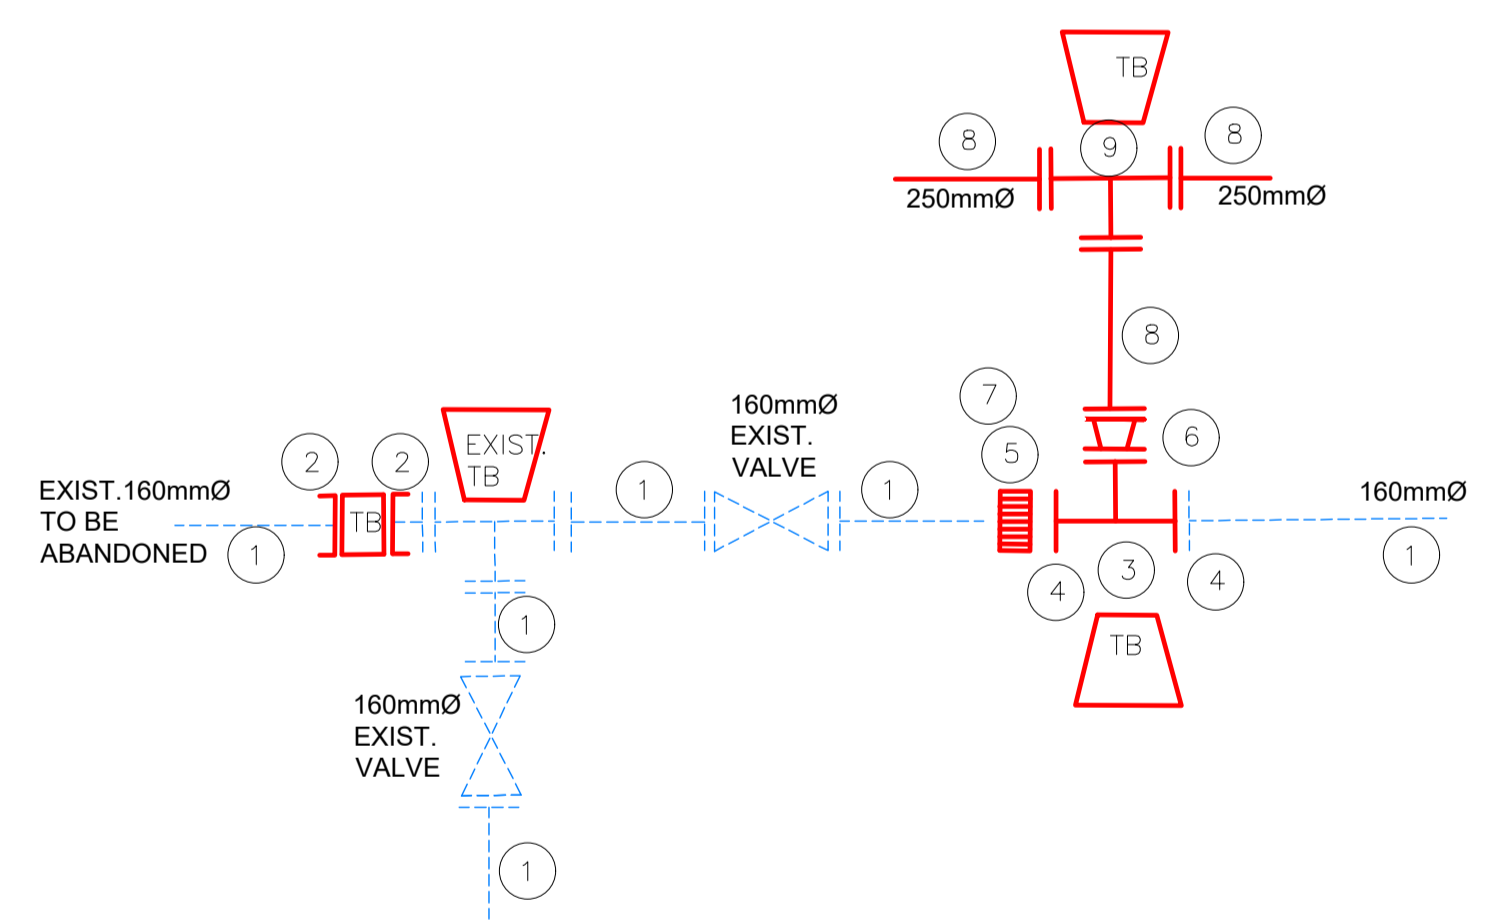 TB
8
9
8
250mmØ
250mmØ
8
7
160mmØ
EXIST.
VALVE
6
5
2
2
EXIST.
TB
1
1
EXIST.160mmØ
TO BE
ABANDONED
TB
160mmØ
1
1
3
4
4
1
TB
160mmØ
EXIST.
VALVE
1